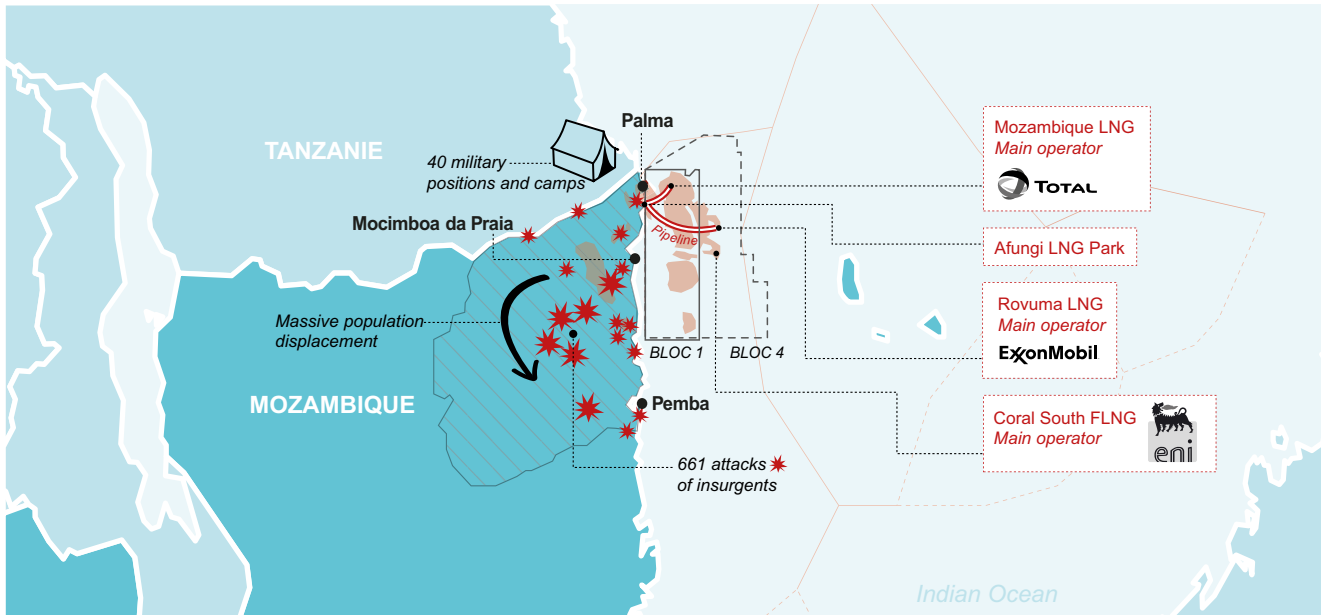 Palma
TANZANIE
40 military
positions and camps
Mocimboa da Praia
Pipeline
Massive population
displacement
BLOC 1
BLOC 4
MOZAMBIQUE
Pemba
661 attacks
of insurgents
Mozambique LNG
Main operator
TOTAL
Afungi LNG Park
Rovuma LNG
Main operator
ExxonMobil
Coral South FLNG
Main operator
eni
Indian Ocean